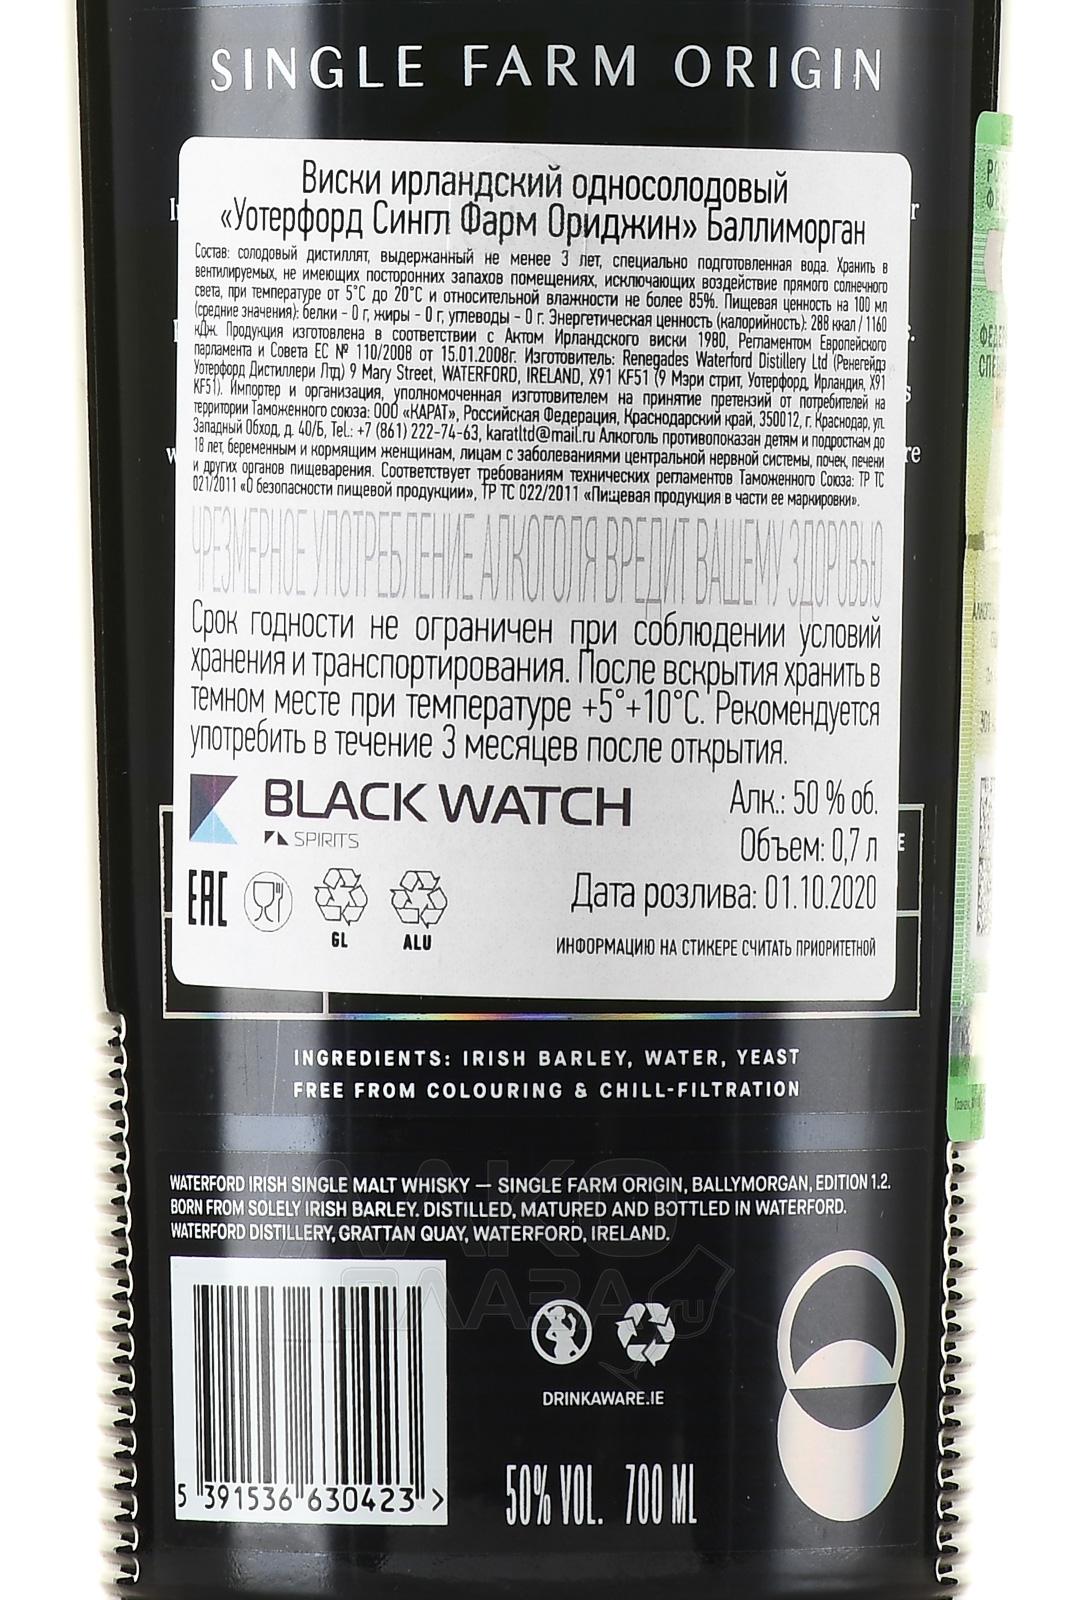 SINGLE FARM ORIGIN
Виски ирландский односолодовый
«Уотерфорд Сингл Фарм Ориджин» Баллиморган
Состав: солодовый дистиллят, выдержанный не менее 3 лет, специально подготовленная вода. Хранить в
вентилируемых, не имеющих посторонних запахов помещениях, исключающих воздействие прямого солнечного
света, при температуре от 5°С до 20°С и относительной влажности не более 85%. Пищевая ценность на 100 мл
(средние значения): белки - 0 г, жиры - 0 г, углеводы - 0 г. Энергетическая ценность (калорийность): 288 ккал / 1160
кДж. Продукция изготовлена в соответствии с Актом Ирландского виски 1980, Регламентом Европейского
парламента и Совета ЕС № 110/2008 от 15.01.2008г. Изготовитель: Renegades Waterford Distillery Ltd (Ренегейдз
Уотерфорд Дистиллери Лтд) 9 Mary Street, WATERFORD, IRELAND, X91 KF51 (9 Мэри стрит, Уотерфорд, Ирландия, X91
KF51). Импортер и организация, уполномоченная изготовителем на принятие претензий от потребителей на
территории Таможенного союза: ООО «КАРАТ», Российская Федерация, Краснодарский край, 350012, г. Краснодар, ул.
Западный Обход, д. 40/Б, Tel.: +7 (861) 222-74-63, karatltd@mail.ru Алкоголь противопоказан детям и подросткам до
18 лет, беременным и кормящим женщинам, лицам с заболеваниями центральной нервной системы, почек, печени
и других органов пищеварения. Соответствует требованиям технических регламентов Таможенного Союза: ТР ТС
021/2011 «О безопасности пищевой продукции», ТР ТС 022/2011 «Пищевая продукция в части ее маркировки».
ЧРЕЗМЕРНОЕ УПОТРЕБЛЕНИЕ АЛКОГОЛЯ ВРЕДИТ ВАШЕМУ ЗДОРОВЬЮ
Срок годности не ограничен при соблюдении условий
хранения и транспортирования. После вскрытия хранить в
темном месте при температуре +5°+10°С. Рекомендуется
употребить в течение 3 месяцев после открытия.
BLACK WATCH
SPIRITS
Алк.: 50 % об.
Объем: 0,7 л
Дата розлива: 01.10.2020
EAC
GL
ALU
ИНФОРМАЦИЮ НА СТИКЕРЕ СЧИТАТЬ ПРИОРИТЕТНОЙ
INGREDIENTS: IRISH BARLEY, WATER, YEAST
FREE FROM COLOURING & CHILL-FILTRATION
WATERFORD IRISH SINGLE MALT WHISKY — SINGLE FARM ORIGIN, BALLYMORGAN, EDITION 1.2.
BORN FROM SOLELY IRISH BARLEY. DISTILLED, MATURED AND BOTTLED IN WATERFORD.
WATERFORD DISTILLERY, GRATTAN QUAY, WATERFORD, IRELAND.
АЛКО
ПЛАЗА.ru
DRINKAWARE.IE
5 391536 630423 >
50% VOL. 700 ML